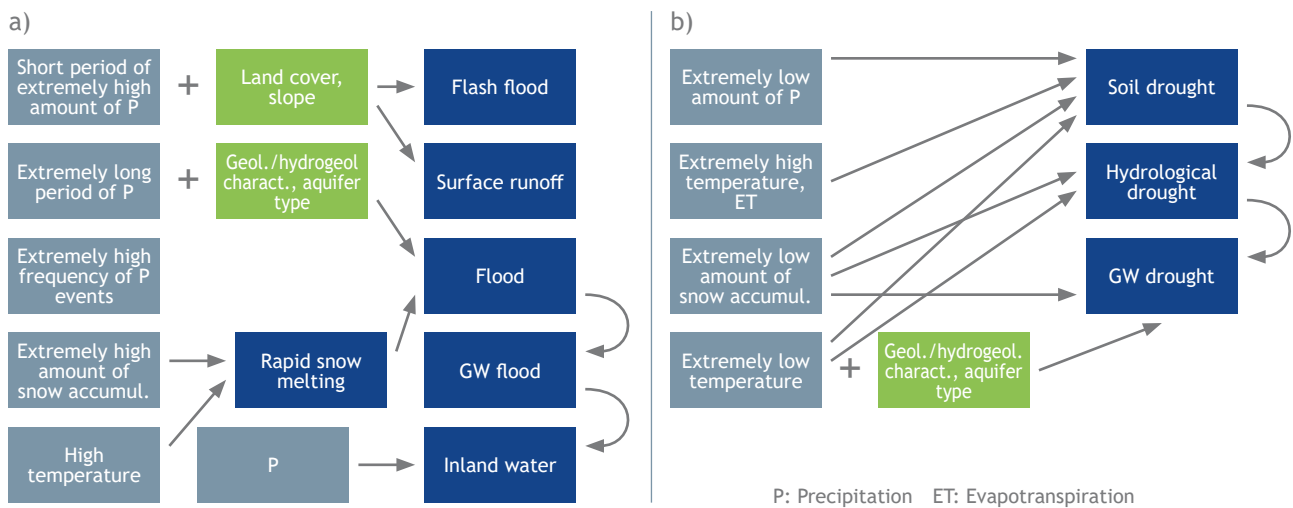 a)
Short period of
extremely high
amount of P
+
Land cover,
slope
Flash flood
Extremely long
period of P
+
Geol./hydrogeol
charact., aquifer
type
Surface runoff
Extremely high
frequency of P
events
Flood
Extremely high
amount of
snow accumul.
Rapid snow
melting
GW flood
High
temperature
P
Inland water
b)
Extremely low
amount of P
Soil drought
Extremely high
temperature,
ET
Hydrological
drought
Extremely low
amount of
snow accumul.
GW drought
Extremely low
temperature
+
Geol./hydrogeol.
charact., aquifer
type
P: Precipitation ET: Evapotranspiration